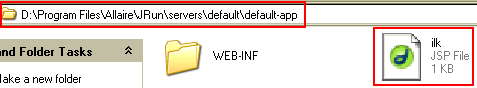 D:\Program Files\Allaire\JRun\servers\default\default-app
and Folder Tasks
WEB-INF
ilk
JSP File
1 KB
Make a new folder